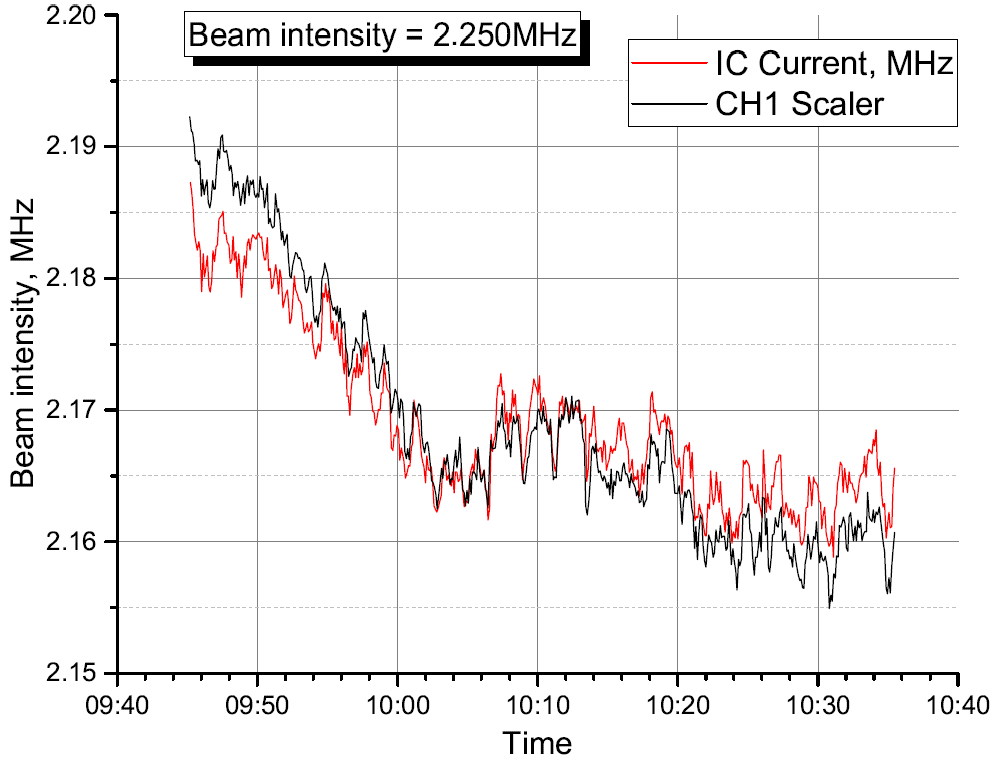 Beam intensity = 2.250MHz
IC Current, MHz
CH1 Scaler
Beam intensity, MHz
2.20
2.19
2.18
2.17
2.16
2.15
09:40 09:50 10:00 10:10 10:20 10:30 10:40
Time